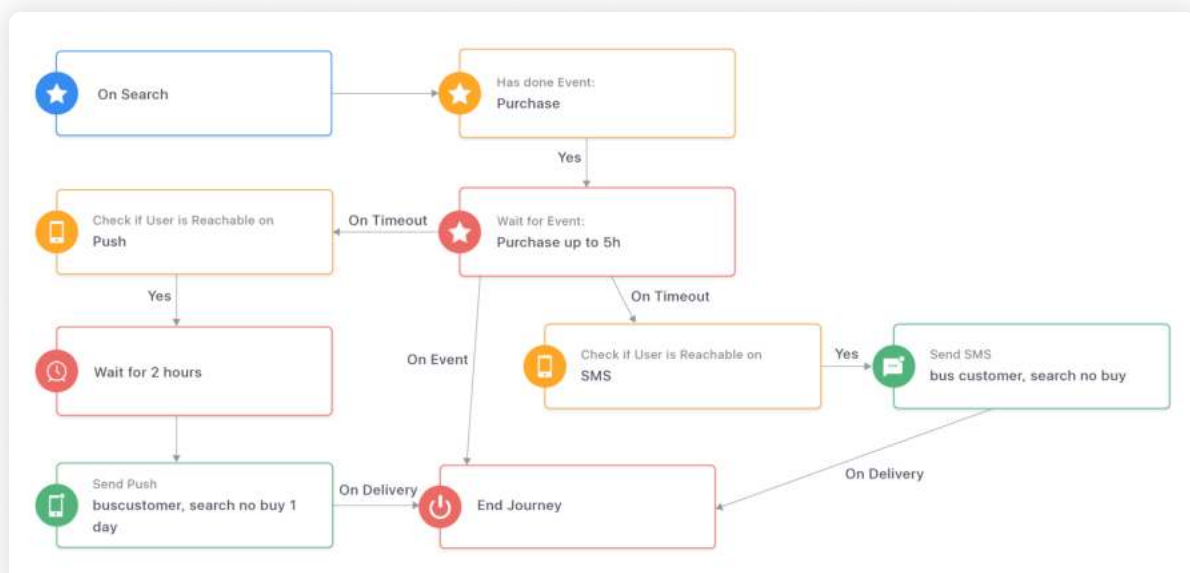 On Search
Has done Event:
Purchase
Yes
Check if User is Reachable on
Push
On Timeout
Wait for Event:
Purchase up to 5h
Yes
On Timeout
Wait for 2 hours
On Event
Check if User is Reachable on
SMS
Yes
Send SMS
bus customer, search no buy
Send Push
buscustomer, search no buy 1
day
On Delivery
End Journey
On Delivery